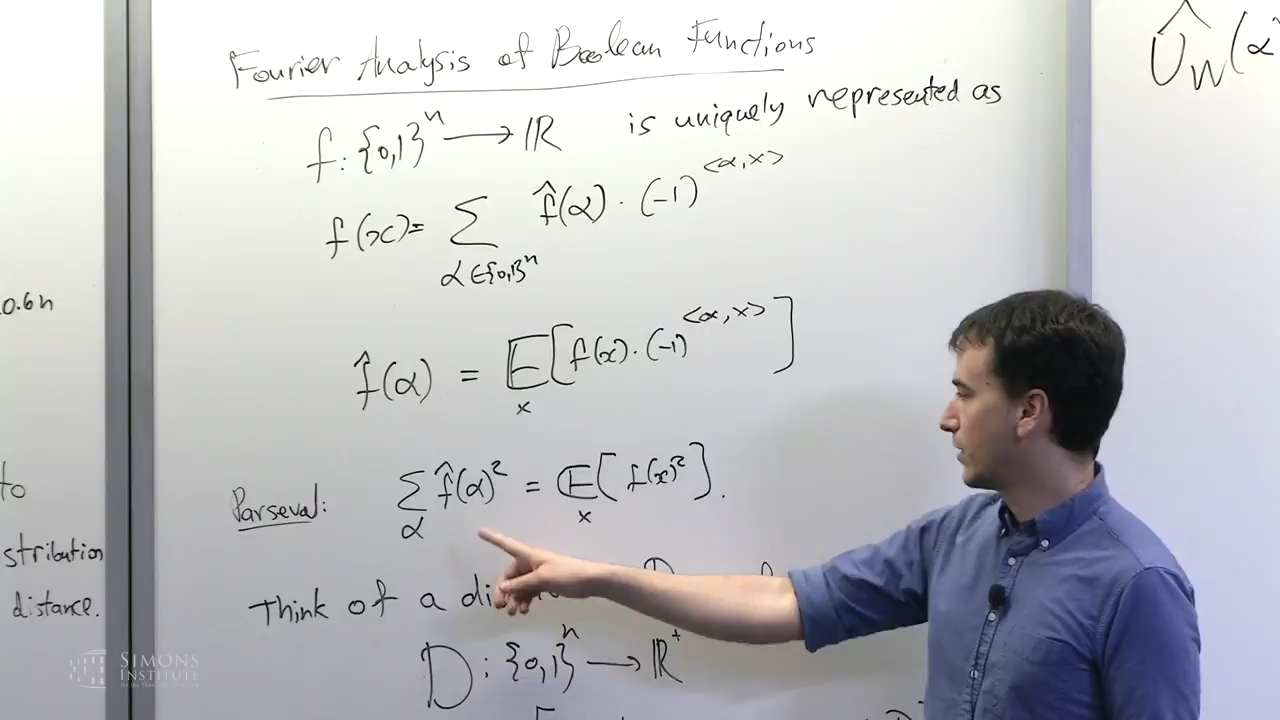 Fourier Analysis of Boolean Functions
f: {0,1}ⁿ → ℝ is uniquely represented as
f(x) = Σ_{α∈{0,1}ⁿ} f̂(α) · (-1)^{<α,x>}
f̂(α) = 𝔼_x [f(x) · (-1)^{<α,x>}]
Parseval: Σ_α f̂(α)² = 𝔼_x [f(x)²].
Think of a
D : {0,1}ⁿ → ℝ⁺
0.6n
to
stribution
distance.
Û_W(α
SIMONS
INSTITUTE